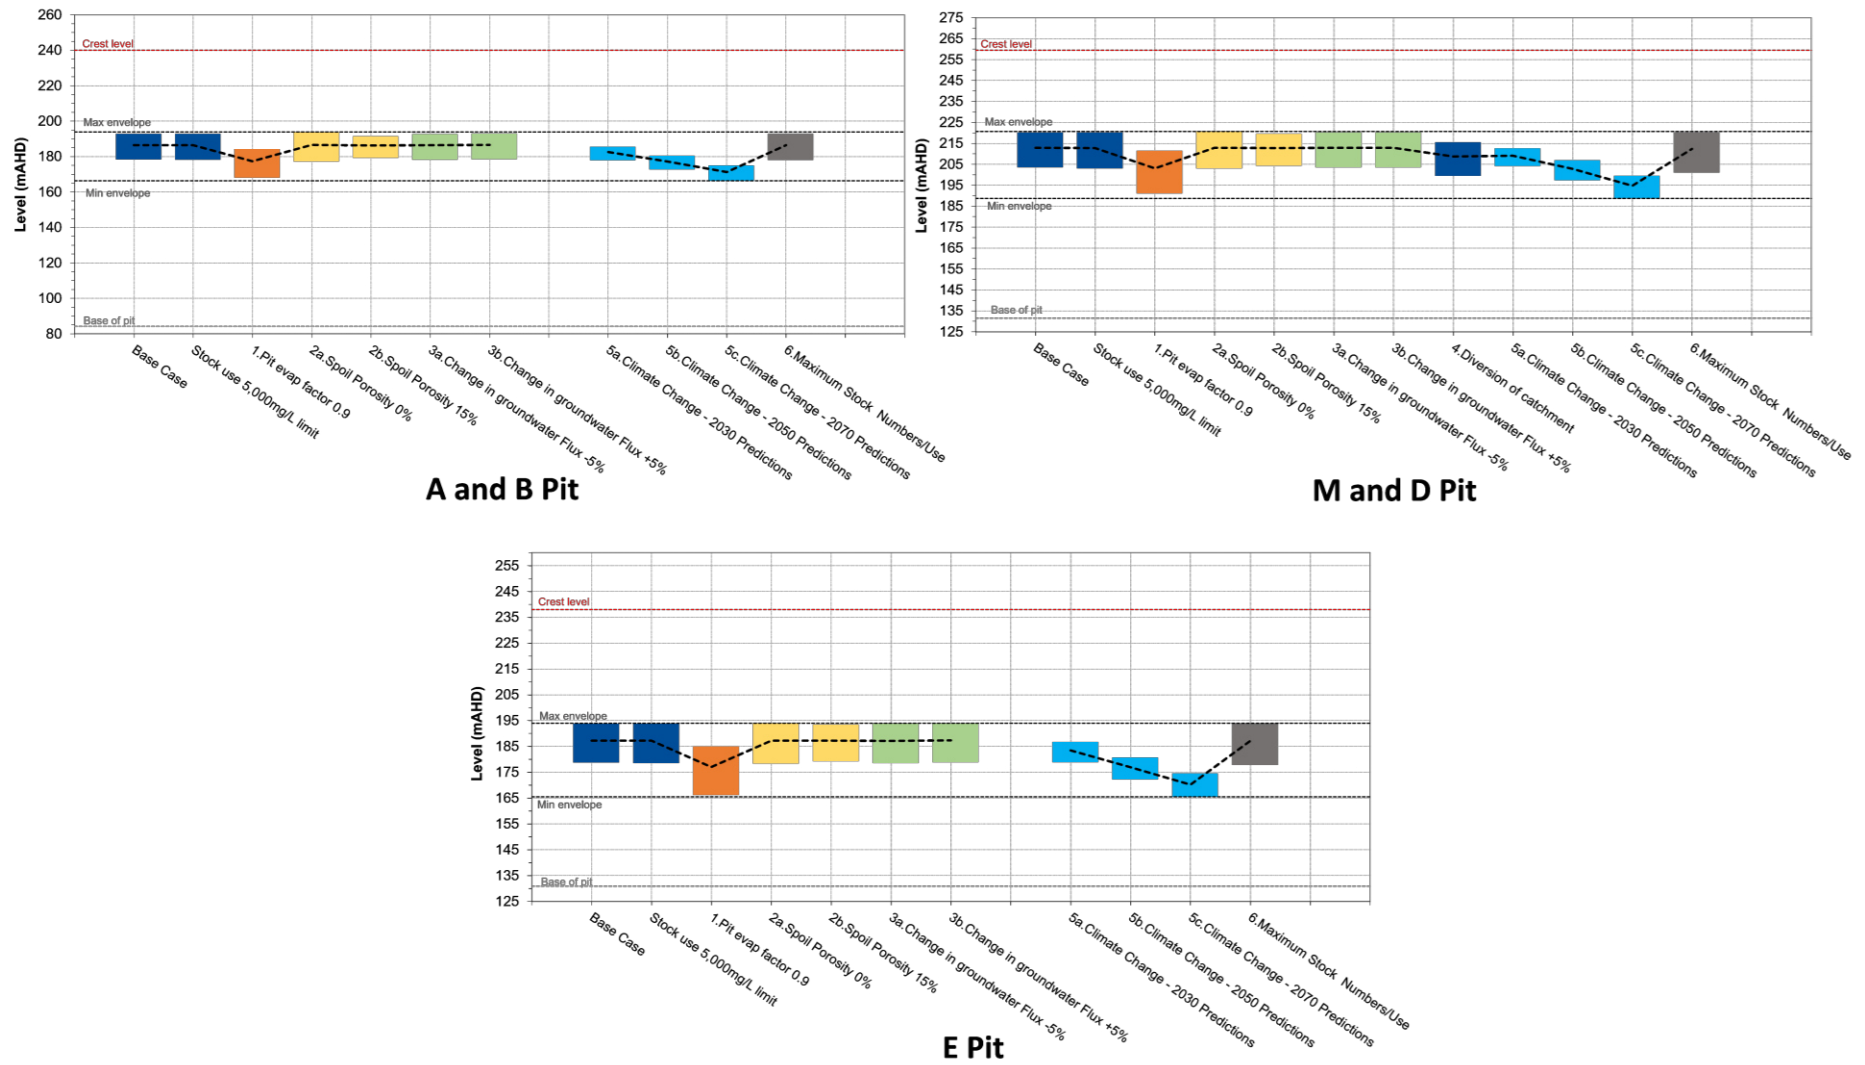 260
240
220
200
180
160
140
120
100
80
Level (mAHD)
Crest level
Max envelope
Min envelope
Base of pit
Base Case
Stock use 5,000mg/L limit
1.Pit evap factor 0.9
2a.Spoil Porosity 0%
2b.Spoil Porosity 15%
3a.Change in groundwater Flux -5%
3b.Change in groundwater Flux +5%
5a.Climate Change - 2030 Predictions
5b.Climate Change - 2050 Predictions
5c.Climate Change - 2070 Predictions
6.Maximum Stock Numbers/Use
A and B Pit
275
265
255
245
235
225
215
205
195
185
175
165
155
145
135
125
Level (mAHD)
Crest level
Max envelope
Min envelope
Base of pit
Base Case
Stock use 5,000mg/L limit
1.Pit evap factor 0.9
2a.Spoil Porosity 0%
2b.Spoil Porosity 15%
3a.Change in groundwater Flux -5%
3b.Change in groundwater Flux +5%
4.Diversion of catchment
5a.Climate Change - 2030 Predictions
5b.Climate Change - 2050 Predictions
5c.Climate Change - 2070 Predictions
6.Maximum Stock Numbers/Use
M and D Pit
255
245
235
225
215
205
195
185
175
165
155
145
135
125
Level (mAHD)
Crest level
Max envelope
Min envelope
Base of pit
Base Case
Stock use 5,000mg/L limit
1.Pit evap factor 0.9
2a.Spoil Porosity 0%
2b.Spoil Porosity 15%
3a.Change in groundwater Flux -5%
3b.Change in groundwater Flux +5%
5a.Climate Change - 2030 Predictions
5b.Climate Change - 2050 Predictions
5c.Climate Change - 2070 Predictions
6.Maximum Stock Numbers/Use
E Pit